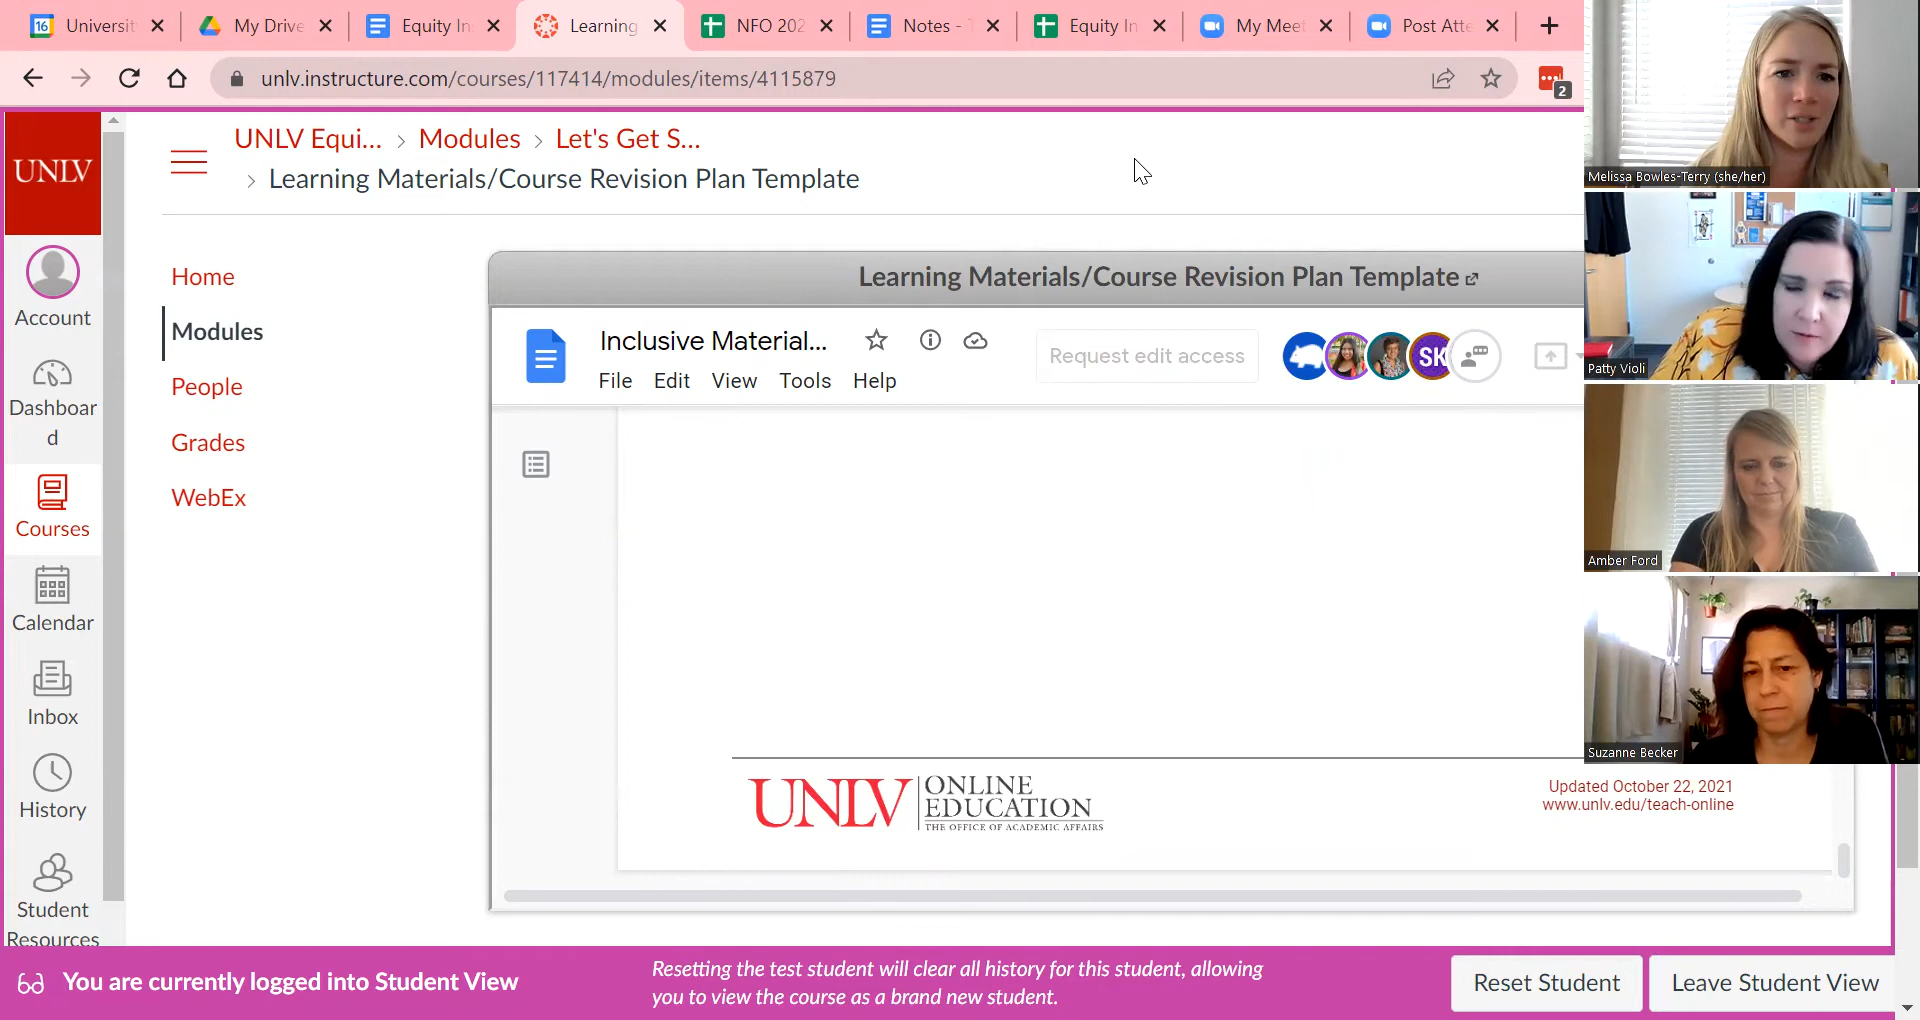 16 Universit
My Drive
Equity In
Learning
NFO 202
Notes - T
Equity In
My Meet
Post Atte
unlv.instructure.com/courses/117414/modules/items/4115879
2
UNLV
UNLV Equi... > Modules > Let's Get S...
> Learning Materials/Course Revision Plan Template
Account
Dashboar
d
Courses
Calendar
Inbox
History
Student
Resources
Home
Modules
People
Grades
WebEx
Learning Materials/Course Revision Plan Template
Inclusive Material...
File Edit View Tools Help
Request edit access
SK
UNLV ONLINE
EDUCATION
THE OFFICE OF ACADEMIC AFFAIRS
Updated October 22, 2021
www.unlv.edu/teach-online
Melissa Bowles-Terry (she/her)
Patty Violi
Amber Ford
Suzanne Becker
You are currently logged into Student View
Resetting the test student will clear all history for this student, allowing
you to view the course as a brand new student.
Reset Student
Leave Student View